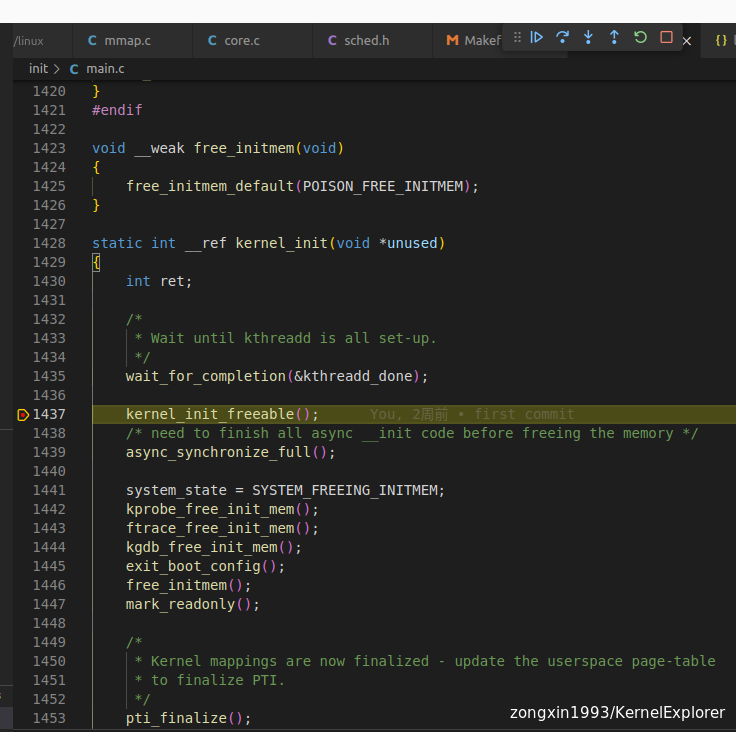 /linux
C mmap.c
C core.c
C sched.h
M Makef
{}
init > C main.c
1420 }
1421 #endif
1422
1423 void __weak free_initmem(void)
1424 {
1425 free_initmem_default(POISON_FREE_INITMEM);
1426 }
1427
1428 static int __ref kernel_init(void *unused)
1429 {
1430 int ret;
1431
1432 /*
1433 * Wait until kthreadd is all set-up.
1434 */
1435 wait_for_completion(&kthreadd_done);
1436
1437 kernel_init_freeable(); You, 2周前 • first commit
1438 /* need to finish all async __init code before freeing the memory */
1439 async_synchronize_full();
1440
1441 system_state = SYSTEM_FREEING_INITMEM;
1442 kprobe_free_init_mem();
1443 ftrace_free_init_mem();
1444 kgdb_free_init_mem();
1445 exit_boot_config();
1446 free_initmem();
1447 mark_readonly();
1448
1449 /*
1450 * Kernel mappings are now finalized - update the userspace page-table
1451 * to finalize PTI.
1452 */
1453 pti_finalize();
zongxin1993/KernelExplorer